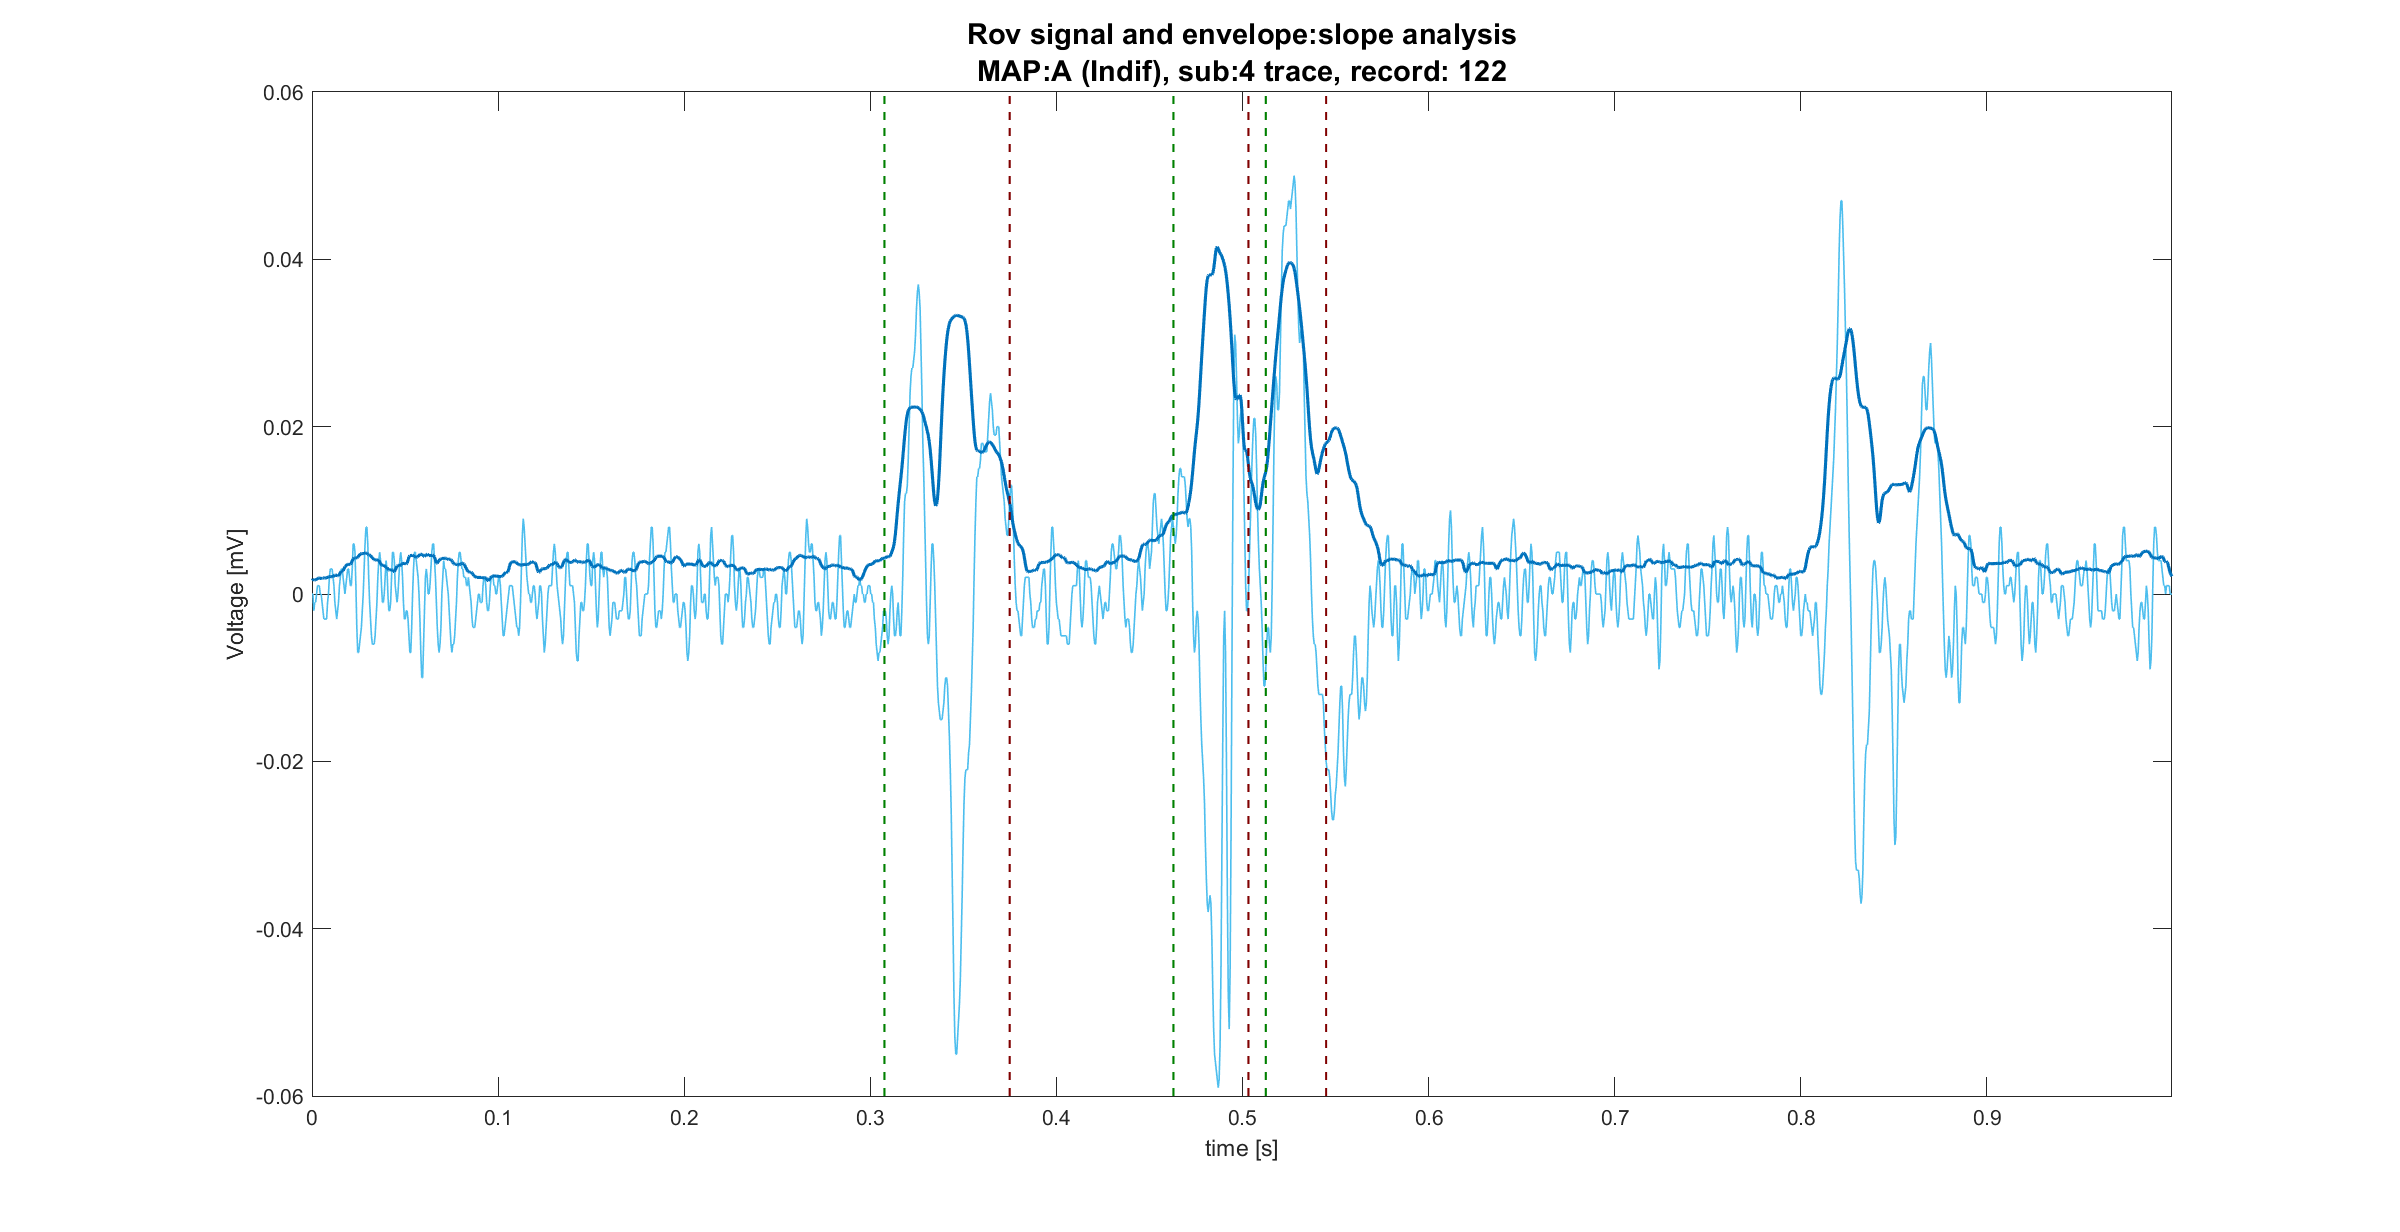 Rov signal and envelope:slope analysis
MAP:A (Indif), sub:4 trace, record: 122
0.06
0.04
0.02
0
-0.02
-0.04
-0.06
Voltage [mV]
0 0.1 0.2 0.3 0.4 0.5 0.6 0.7 0.8 0.9
time [s]